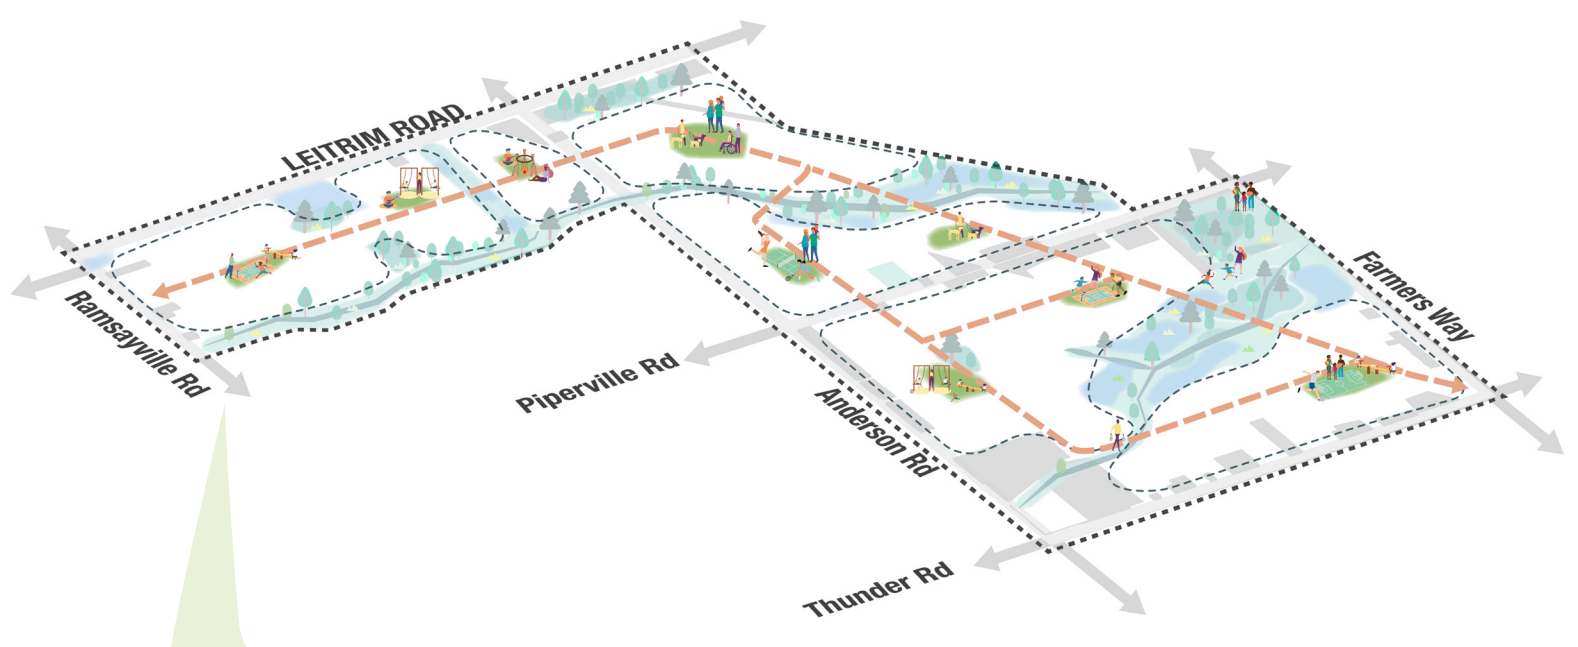 LEITRIM ROAD
Ramsayville Rd
Piperville Rd
Anderson Rd
Farmers Way
Thunder Rd